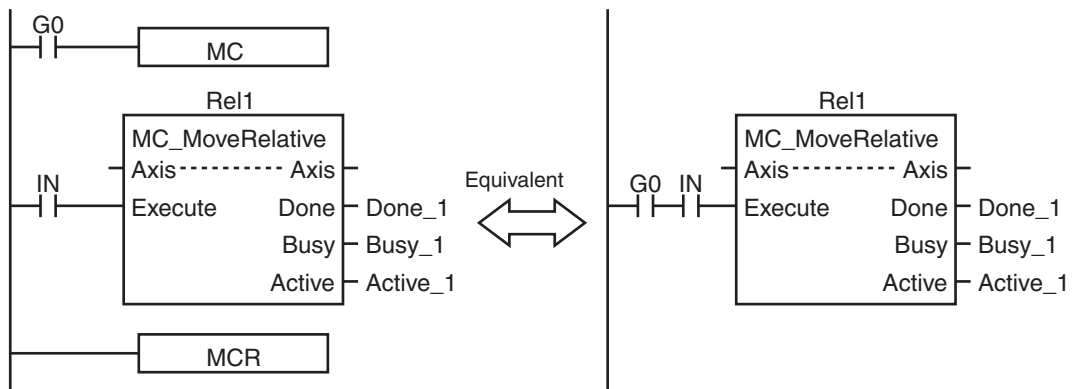 G0
MC
Rel1
MC_MoveRelative
Axis Axis
IN
Execute Done Done_1
Busy Busy_1
Active Active_1
MCR
Equivalent
Rel1
MC_MoveRelative
Axis Axis
G0 IN
Execute Done Done_1
Busy Busy_1
Active Active_1